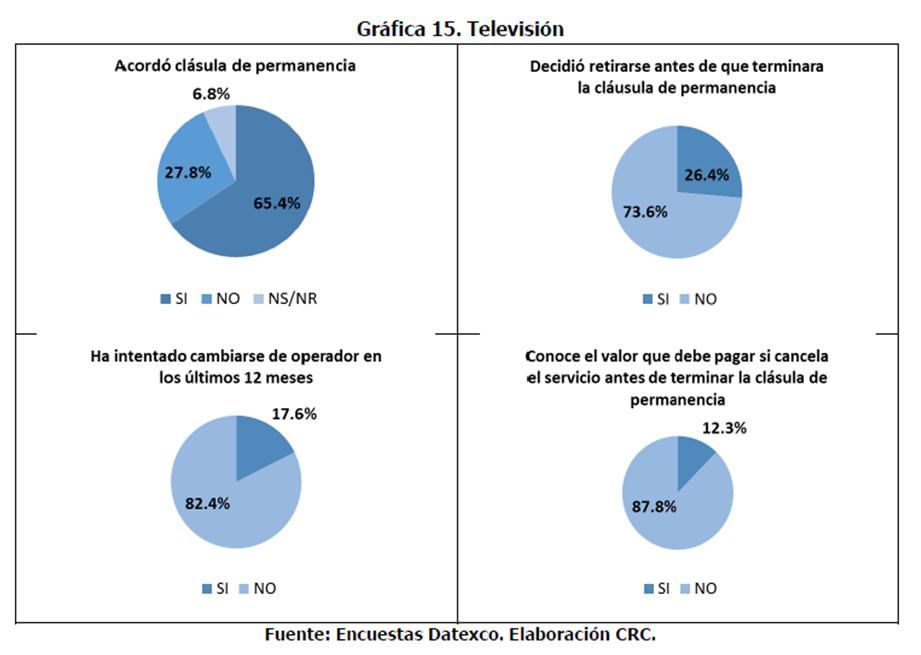 Gráfica 15. Televisión
Acordó clásula de permanencia
6.8%
27.8%
65.4%
SI NO NS/NR
Decidió retirarse antes de que terminara
la cláusula de permanencia
26.4%
73.6%
SI NO
Ha intentado cambiarse de operador en
los últimos 12 meses
17.6%
82.4%
SI NO
Conoce el valor que debe pagar si cancela
el servicio antes de terminar la clásula de
permanencia
12.3%
87.8%
SI NO
Fuente: Encuestas Datexco. Elaboración CRC.